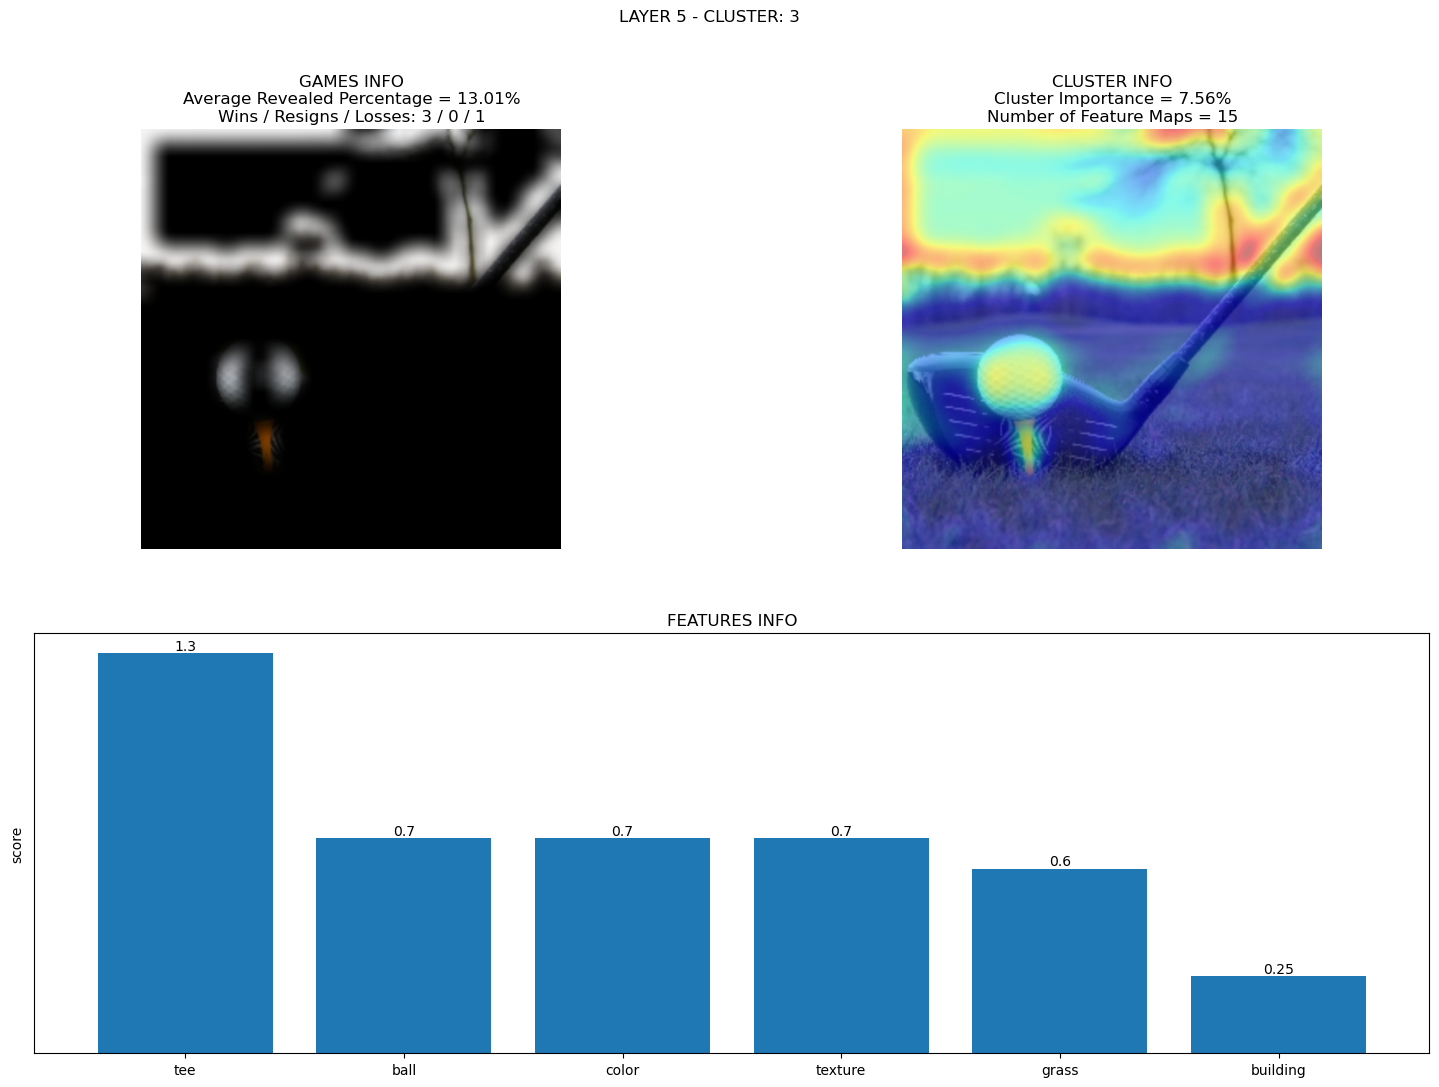 LAYER 5 - CLUSTER: 3
GAMES INFO
Average Revealed Percentage = 13.01%
Wins / Resigns / Losses: 3 / 0 / 1
CLUSTER INFO
Cluster Importance = 7.56%
Number of Feature Maps = 15
FEATURES INFO
score
1.3
0.7
0.7
0.7
0.6
0.25
tee
ball
color
texture
grass
building